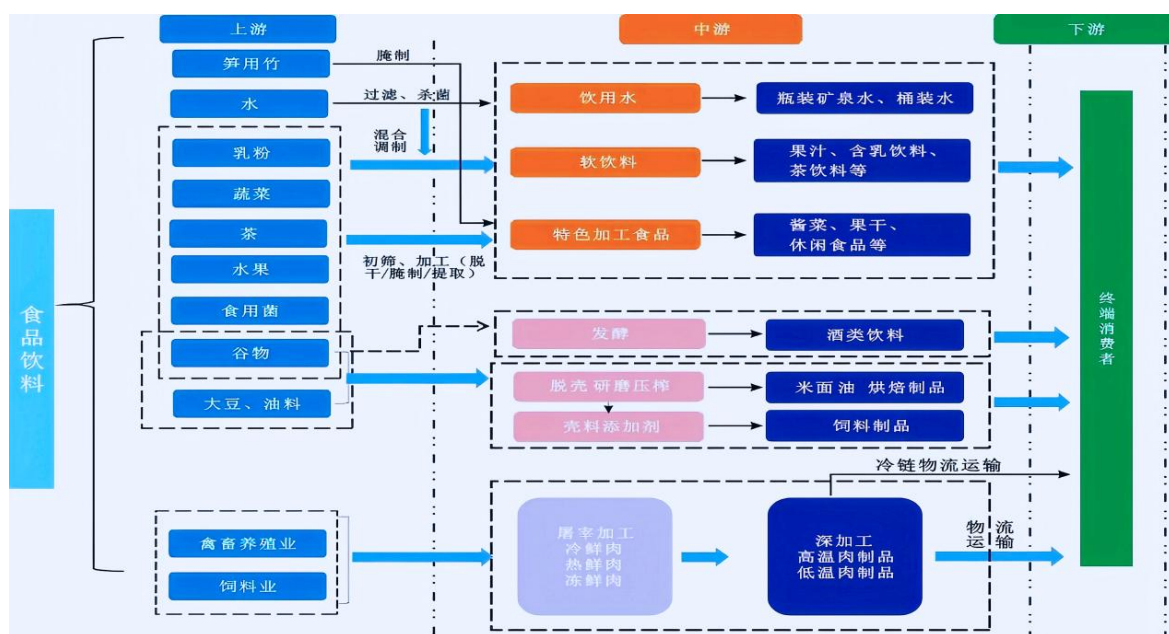 上游
中游
下游
食品饮料
笋用竹
水
乳粉
蔬菜
茶
水果
食用菌
谷物
大豆、油料
禽畜养殖业
饲料业
腌制
过滤、杀菌
混合
调制
初筛、加工（脱
干/腌制/提取）
饮用水
瓶装矿泉水、桶装水
软饮料
果汁、含乳饮料、
茶饮料等
特色加工食品
酱菜、果干、
休闲食品等
发酵
酒类饮料
脱壳 研磨压榨
米面油 烘焙制品
壳料添加剂
饲料制品
屠宰加工
冷鲜肉
热鲜肉
冻鲜肉
深加工
高温肉制品
低温肉制品
冷链物流运输
物流
运输
终端消费者